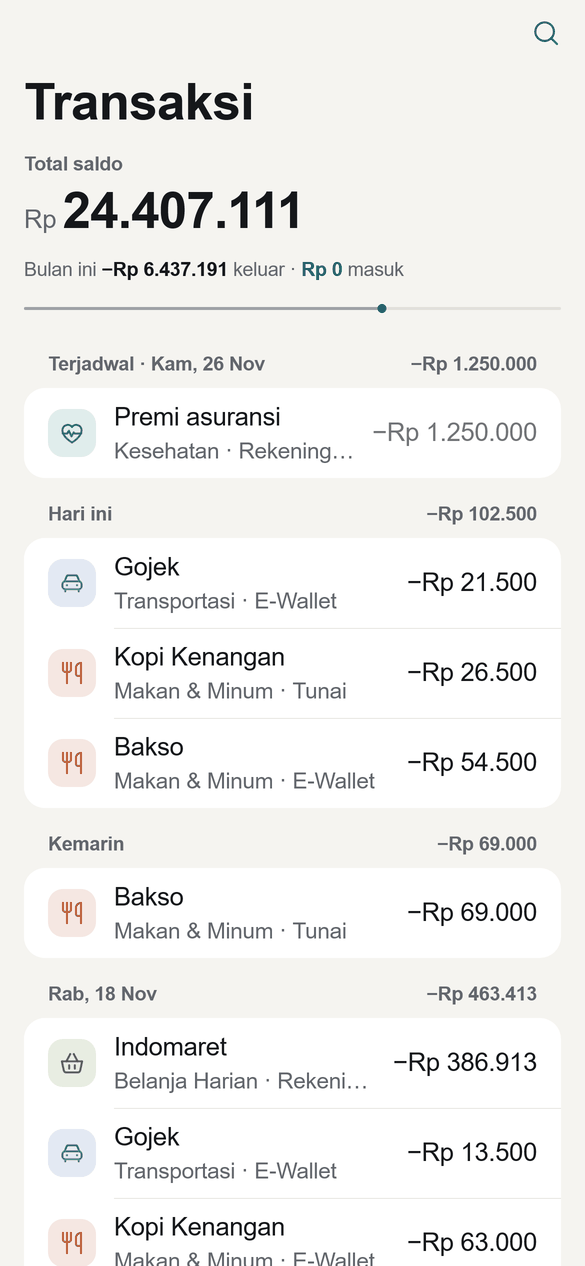 Transaksi
Total saldo
Rp 24.407.111
Bulan ini −Rp 6.437.191 keluar · Rp 0 masuk
Terjadwal · Kam, 26 Nov −Rp 1.250.000
Premi asuransi
Kesehatan · Rekening… −Rp 1.250.000
Hari ini −Rp 102.500
Gojek
Transportasi · E-Wallet −Rp 21.500
Kopi Kenangan
Makan & Minum · Tunai −Rp 26.500
Bakso
Makan & Minum · E-Wallet −Rp 54.500
Kemarin −Rp 69.000
Bakso
Makan & Minum · Tunai −Rp 69.000
Rab, 18 Nov −Rp 463.413
Indomaret
Belanja Harian · Rekeni… −Rp 386.913
Gojek
Transportasi · E-Wallet −Rp 13.500
Kopi Kenangan
Makan & Minum · E-Wallet −Rp 63.000